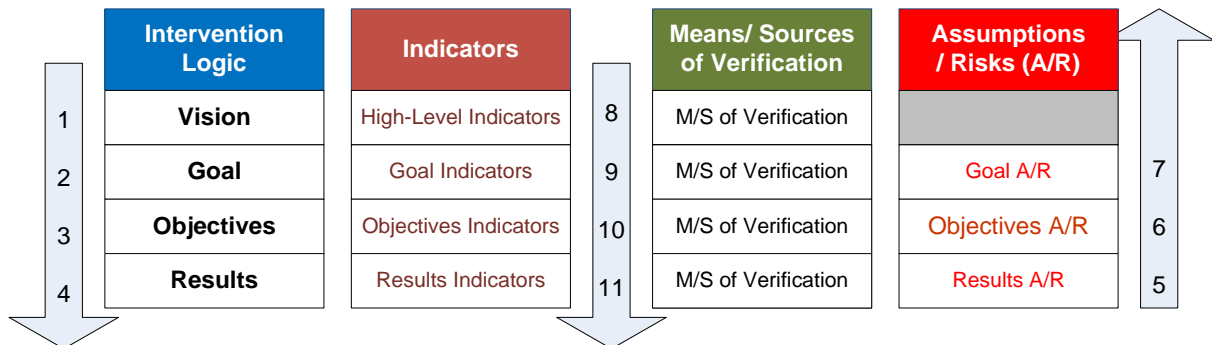 Intervention
Logic
Indicators
Means/ Sources
of Verification
Assumptions
/ Risks (A/R)
1
Vision
High-Level Indicators
8
M/S of Verification
2
Goal
Goal Indicators
9
M/S of Verification
Goal A/R
7
3
Objectives
Objectives Indicators
10
M/S of Verification
Objectives A/R
6
4
Results
Results Indicators
11
M/S of Verification
Results A/R
5